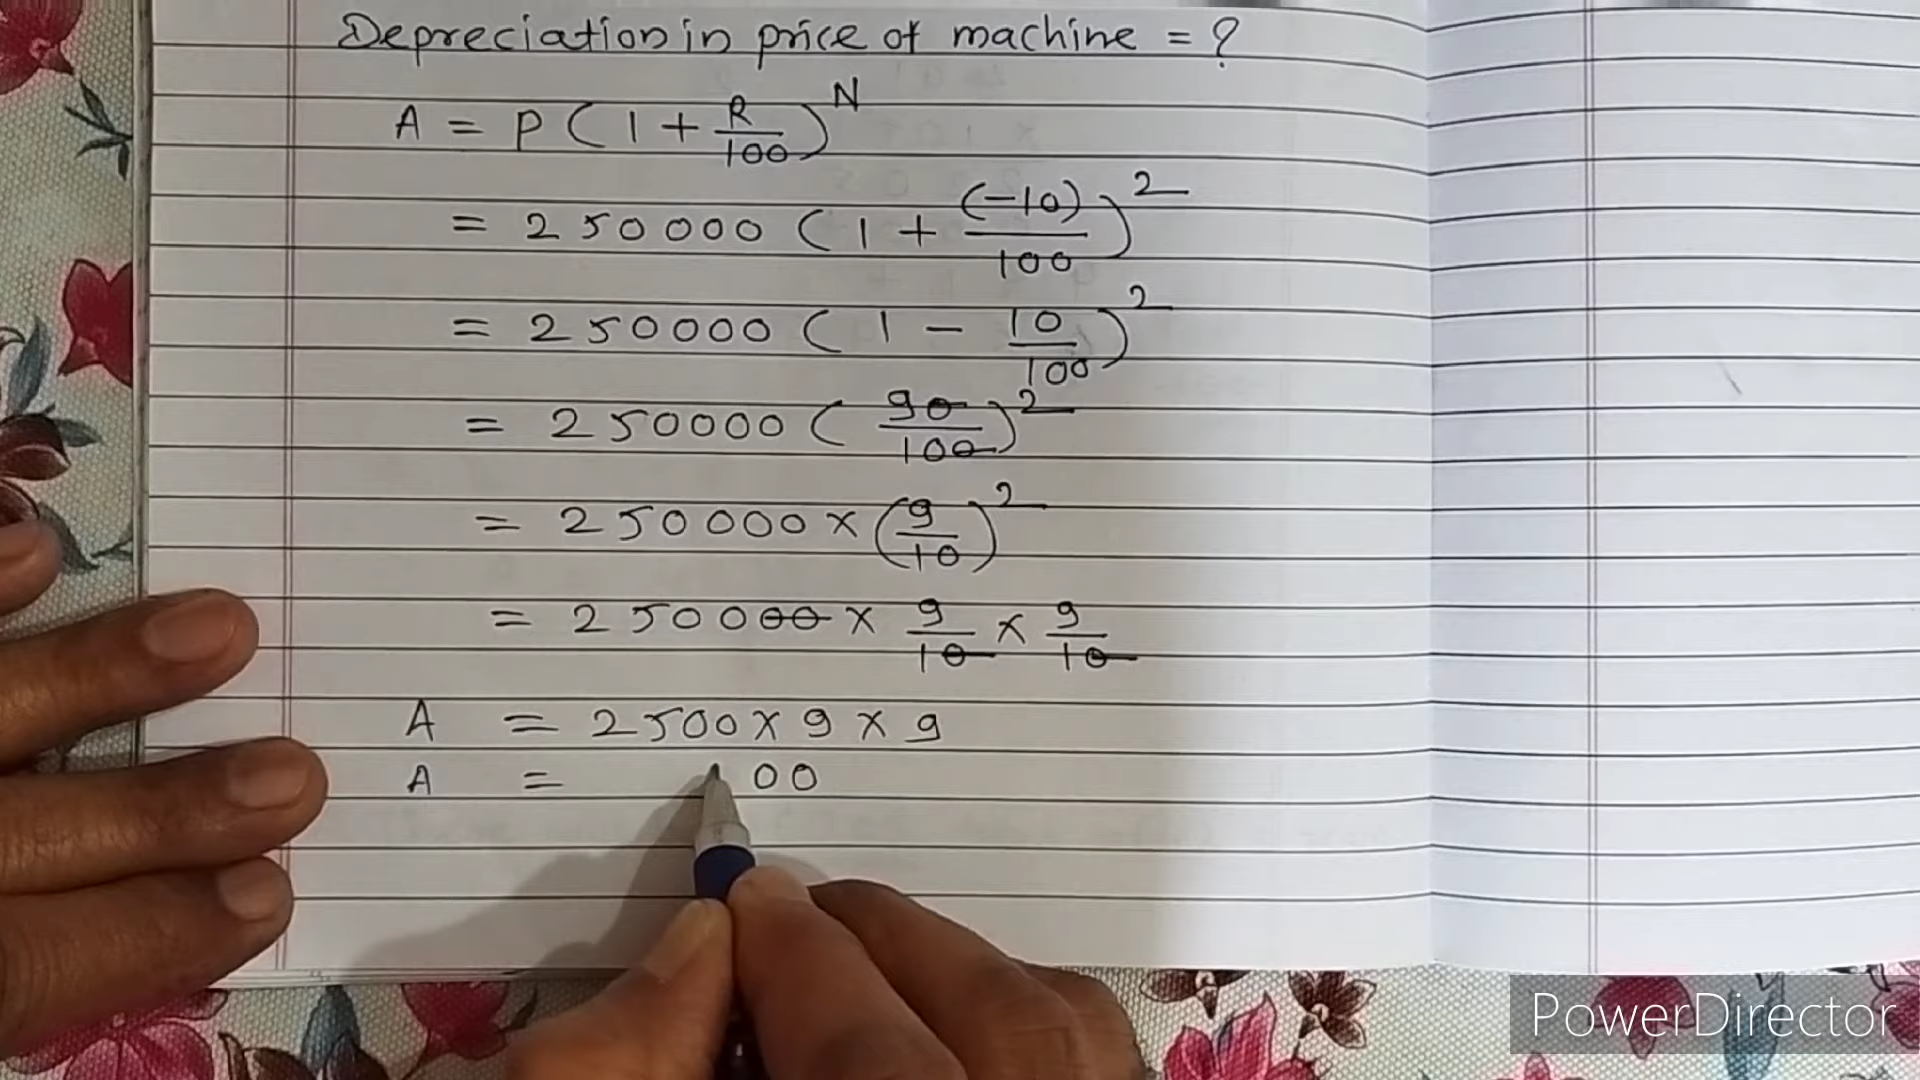 Depreciation in price of machine = ?
A = P ( 1 + R/100 )^N
= 250000 ( 1 + (-10)/100 )^2
= 250000 ( 1 - 10/100 )^2
= 250000 ( 90/100 )^2
= 250000 × ( 9/10 )^2
= 250000 × 9/10 × 9/10
A = 2500 × 9 × 9
A = 00
PowerDirector